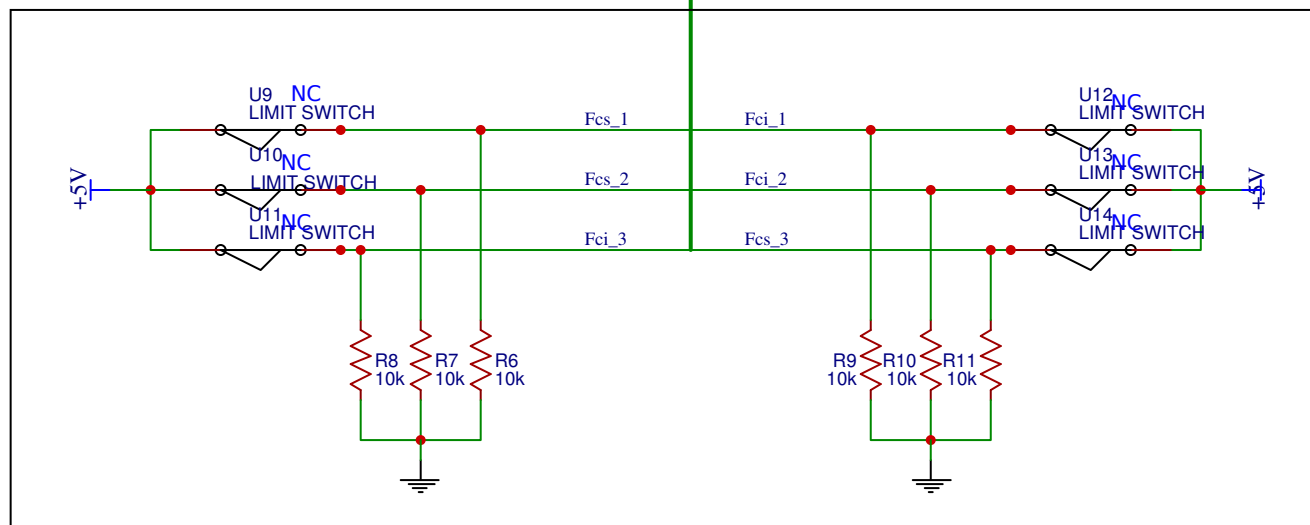 U9
NC
LIMIT SWITCH
U10
NC
LIMIT SWITCH
U11
NC
LIMIT SWITCH
+5V
Fcs_1
Fcs_2
Fci_3
Fci_1
Fci_2
Fcs_3
U12
NC
LIMIT SWITCH
U13
NC
LIMIT SWITCH
U14
NC
LIMIT SWITCH
+5V
R8
10k
R7
10k
R6
10k
R9
10k
R10
10k
R11
10k